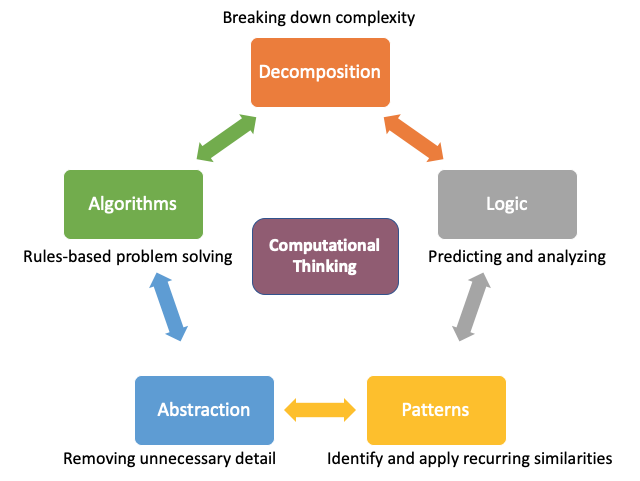 Breaking down complexity
Decomposition
Algorithms
Logic
Rules-based problem solving
Computational
Thinking
Predicting and analyzing
Abstraction
Patterns
Removing unnecessary detail
Identify and apply recurring similarities